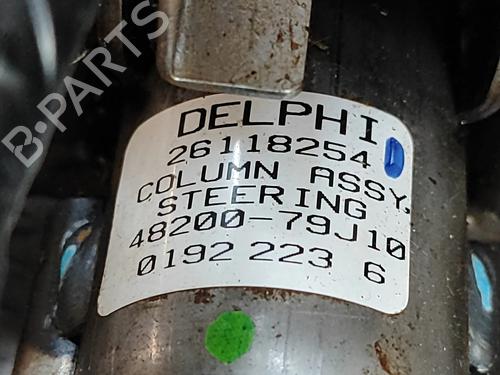 B-PARTS
DELPHI
26118254
COLUMN ASSY,
STEERING
48200-79J10
0192 223 6